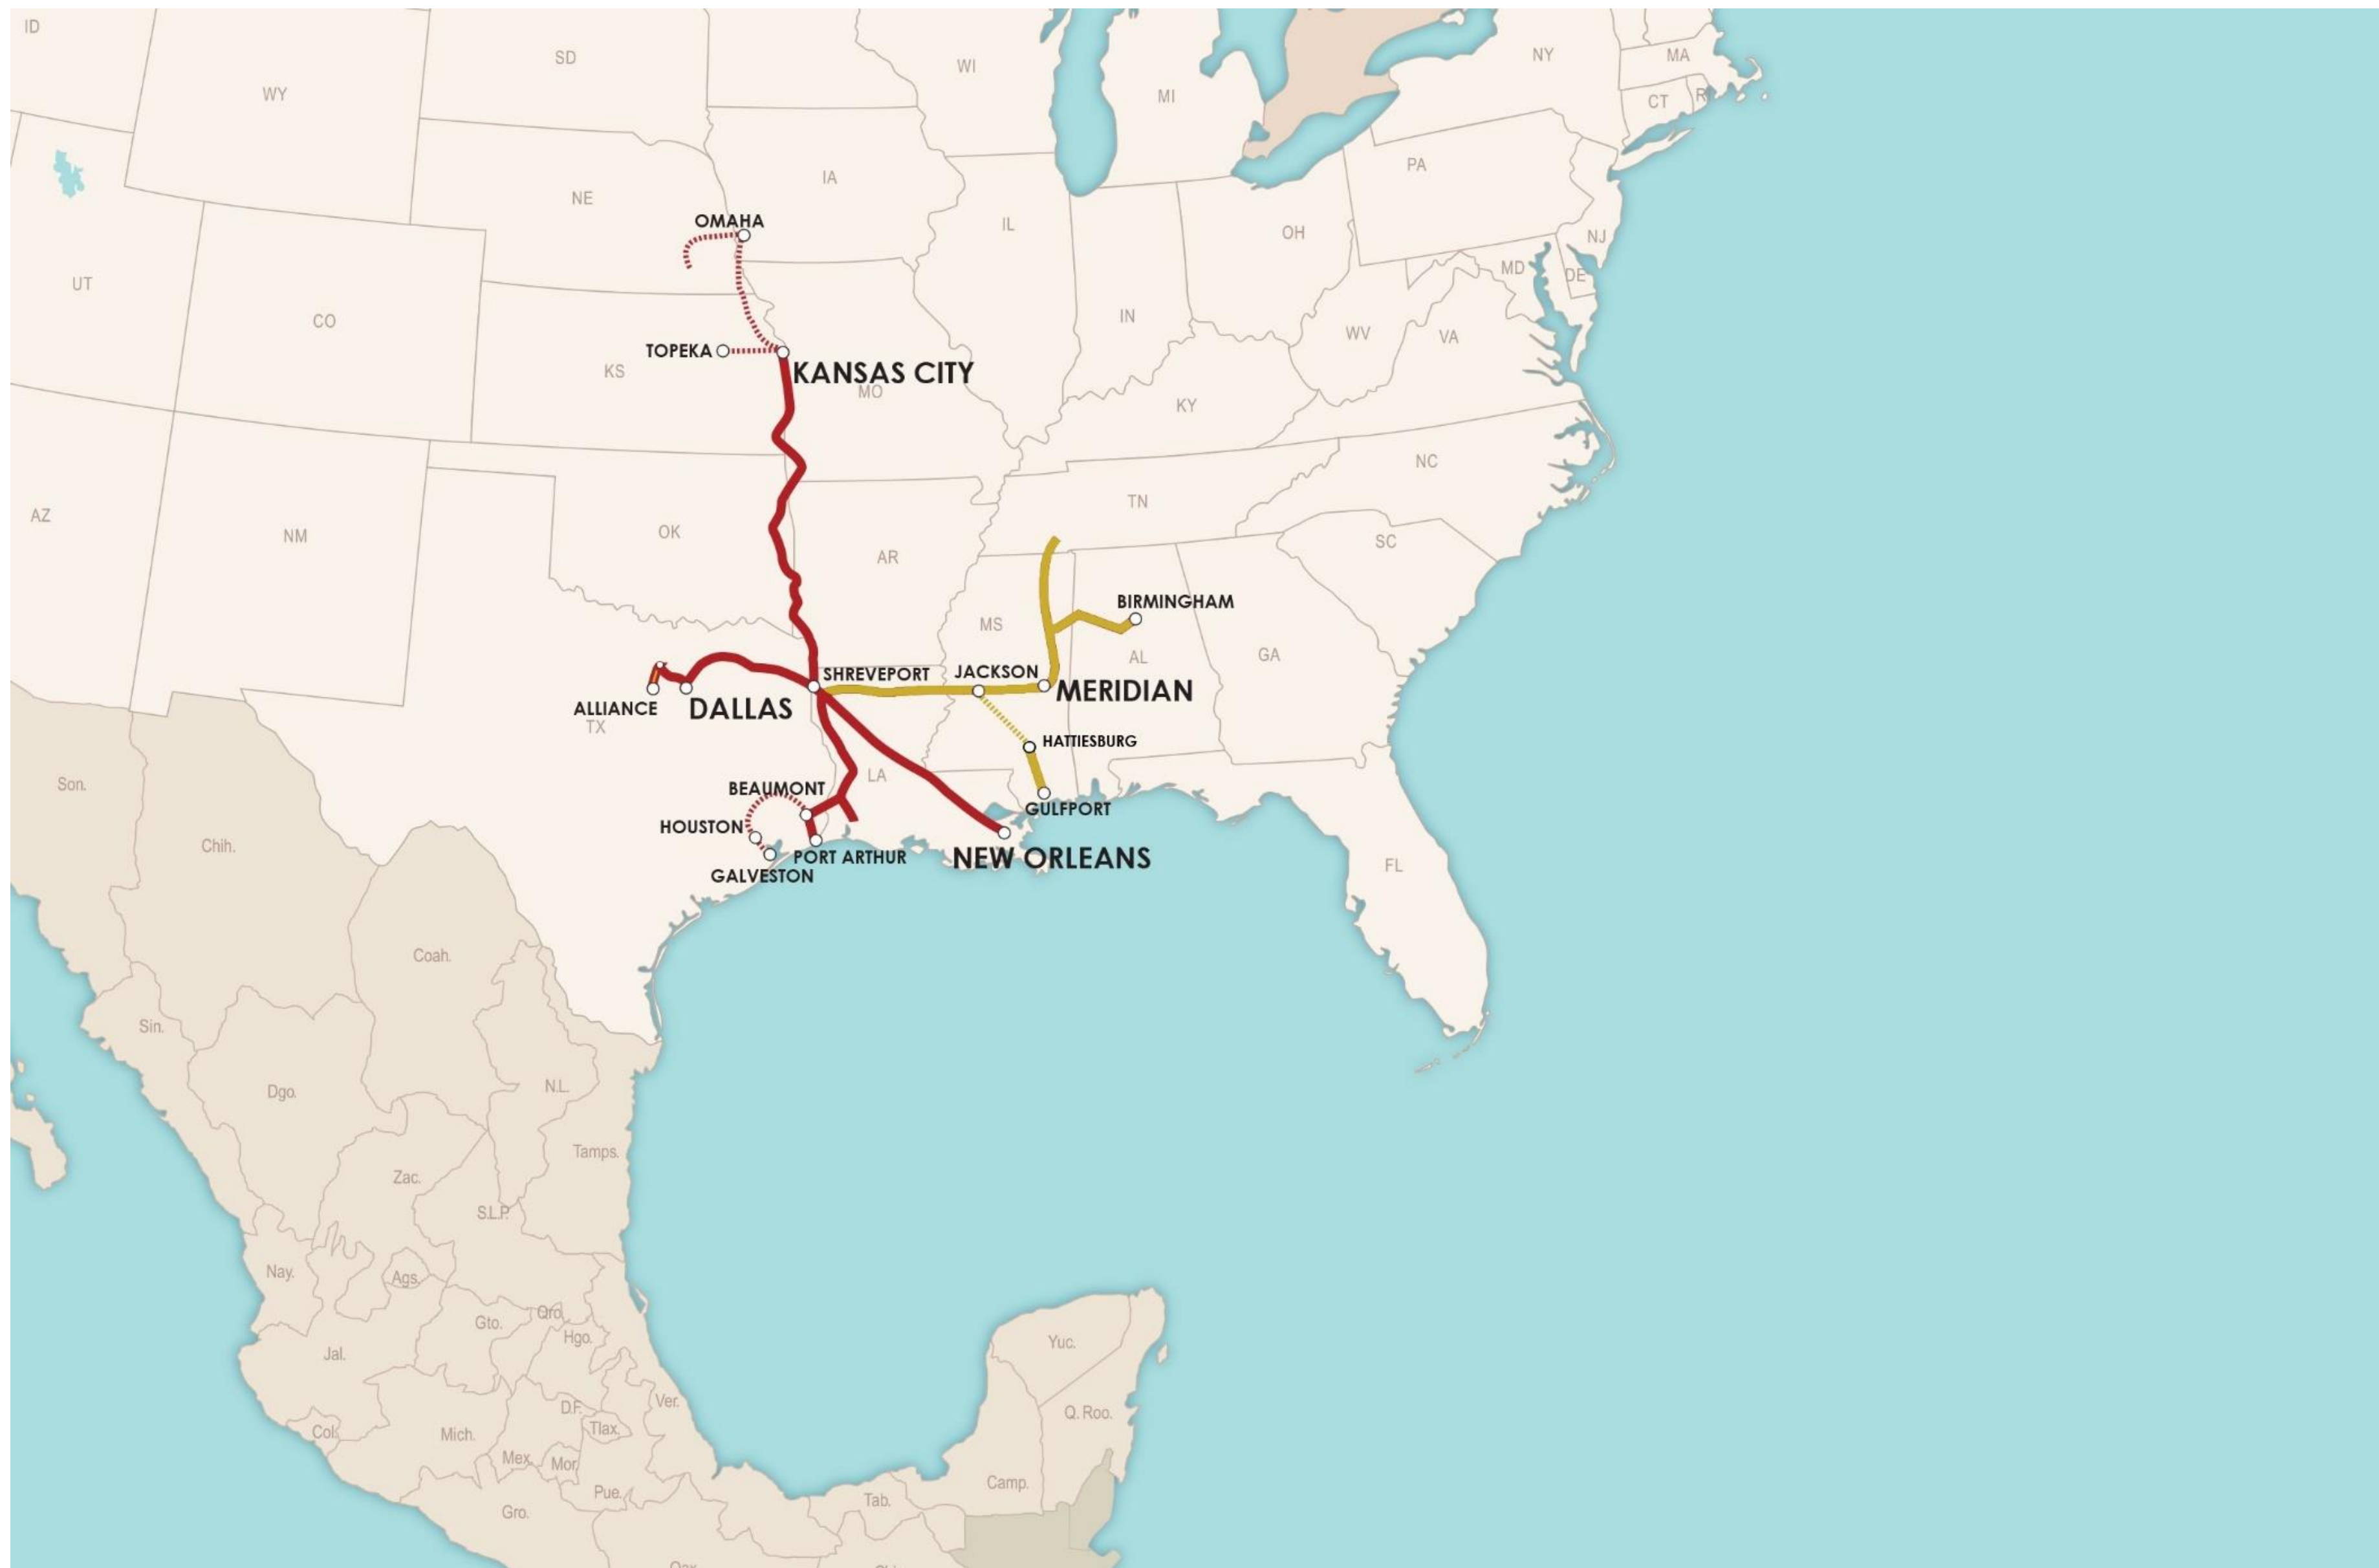 ID
SD
WI
NY
MA
WY
MI
CT
R
PA
IA
NE
OMAHA
IL
OH
NJ
MD
DE
UT
CO
IN
WV
VA
TOPEKA
KANSAS CITY
KS
MO
KY
NC
TN
AZ
NM
OK
AR
SC
BIRMINGHAM
MS
AL
GA
SHREVEPORT
JACKSON
MERIDIAN
ALLIANCE
DALLAS
TX
HATTIESBURG
LA
Son.
BEAUMONT
GULFPORT
HOUSTON
Chih.
PORT ARTHUR
NEW ORLEANS
FL
GALVESTON
Coah.
Sin.
Dgo.
N.L.
Tamps.
Zac.
S.L.P.
Nay.
Ags.
Gto.
Qro.
Hgo.
Jal.
Yuc.
Ver.
D.F.
Q. Roo.
Col.
Mich.
Tlax.
Mex.
Mor.
Camp.
Pue.
Tab.
Gro.